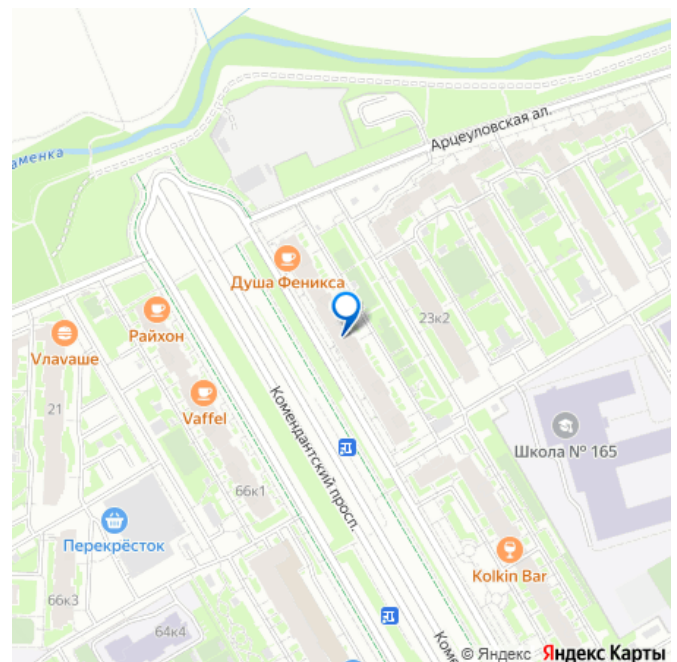 Арцеуловская ал.
аменка
Душа Феникса
Райхон
Vлаvаше
23к2
21
Vaffel
Комендантский просп.
Школа № 165
66к1
Перекрёсток
Kolkin Bar
66к3
64к4
Коме
© Яндекс Яндекс Карты